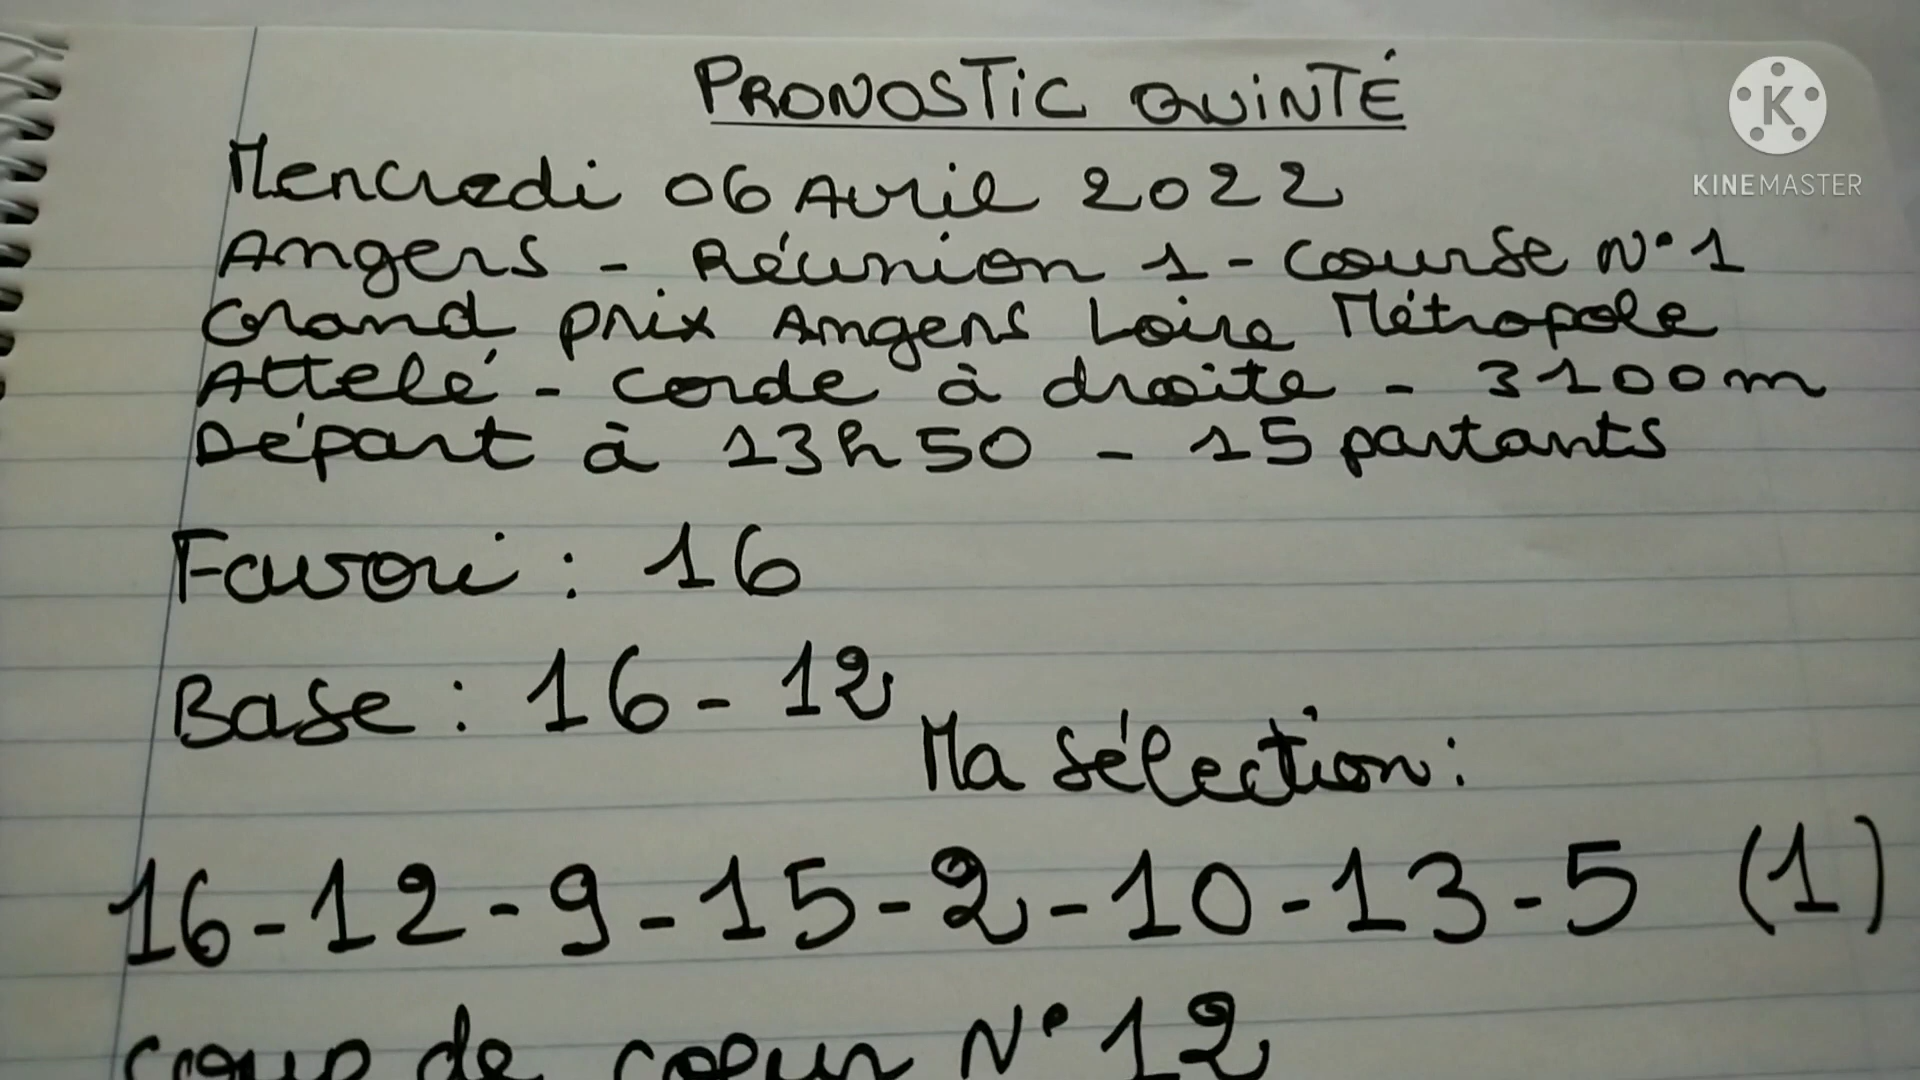 PRONOSTIC QUINTÉ
Mercredi 06 Avril 2022
Angers - Réunion 1 - course N°1
Grand prix Angers Loire Métropole
Attelé - corde à droite - 3100m
Départ à 13h50 - 15 partants
Favori : 16
Base : 16 - 12
Ma sélection :
16 - 12 - 9 - 15 - 2 - 10 - 13 - 5 (1)
coup de coeur N° 12
K
KINEMASTER